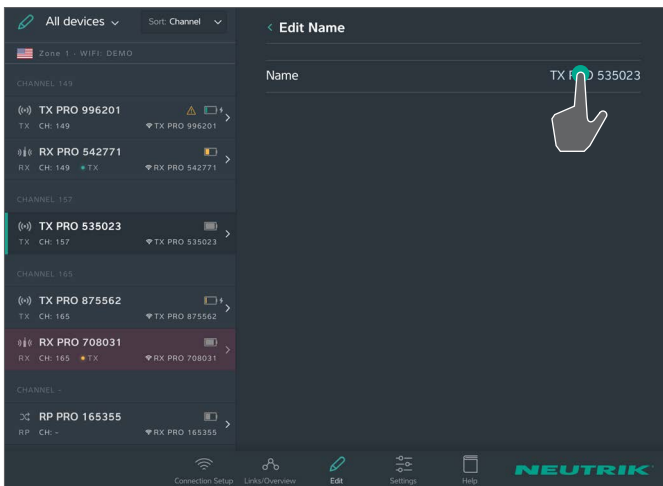 All devices
Sort: Channel
Zone 1 - WIFI: DEMO
CHANNEL 149
TX PRO 996201
TX CH: 149 TX PRO 996201
RX PRO 542771
RX CH: 149 TX RX PRO 542771
CHANNEL 157
TX PRO 535023
TX CH: 157 TX PRO 535023
CHANNEL 165
TX PRO 875562
TX CH: 165 TX PRO 875562
RX PRO 708031
RX CH: 165 TX RX PRO 708031
CHANNEL -
RP PRO 165355
RP CH: - RX PRO 165355
< Edit Name
Name TX PRO 535023
Connection Setup Links/Overview Edit Settings Help
NEUTRIK